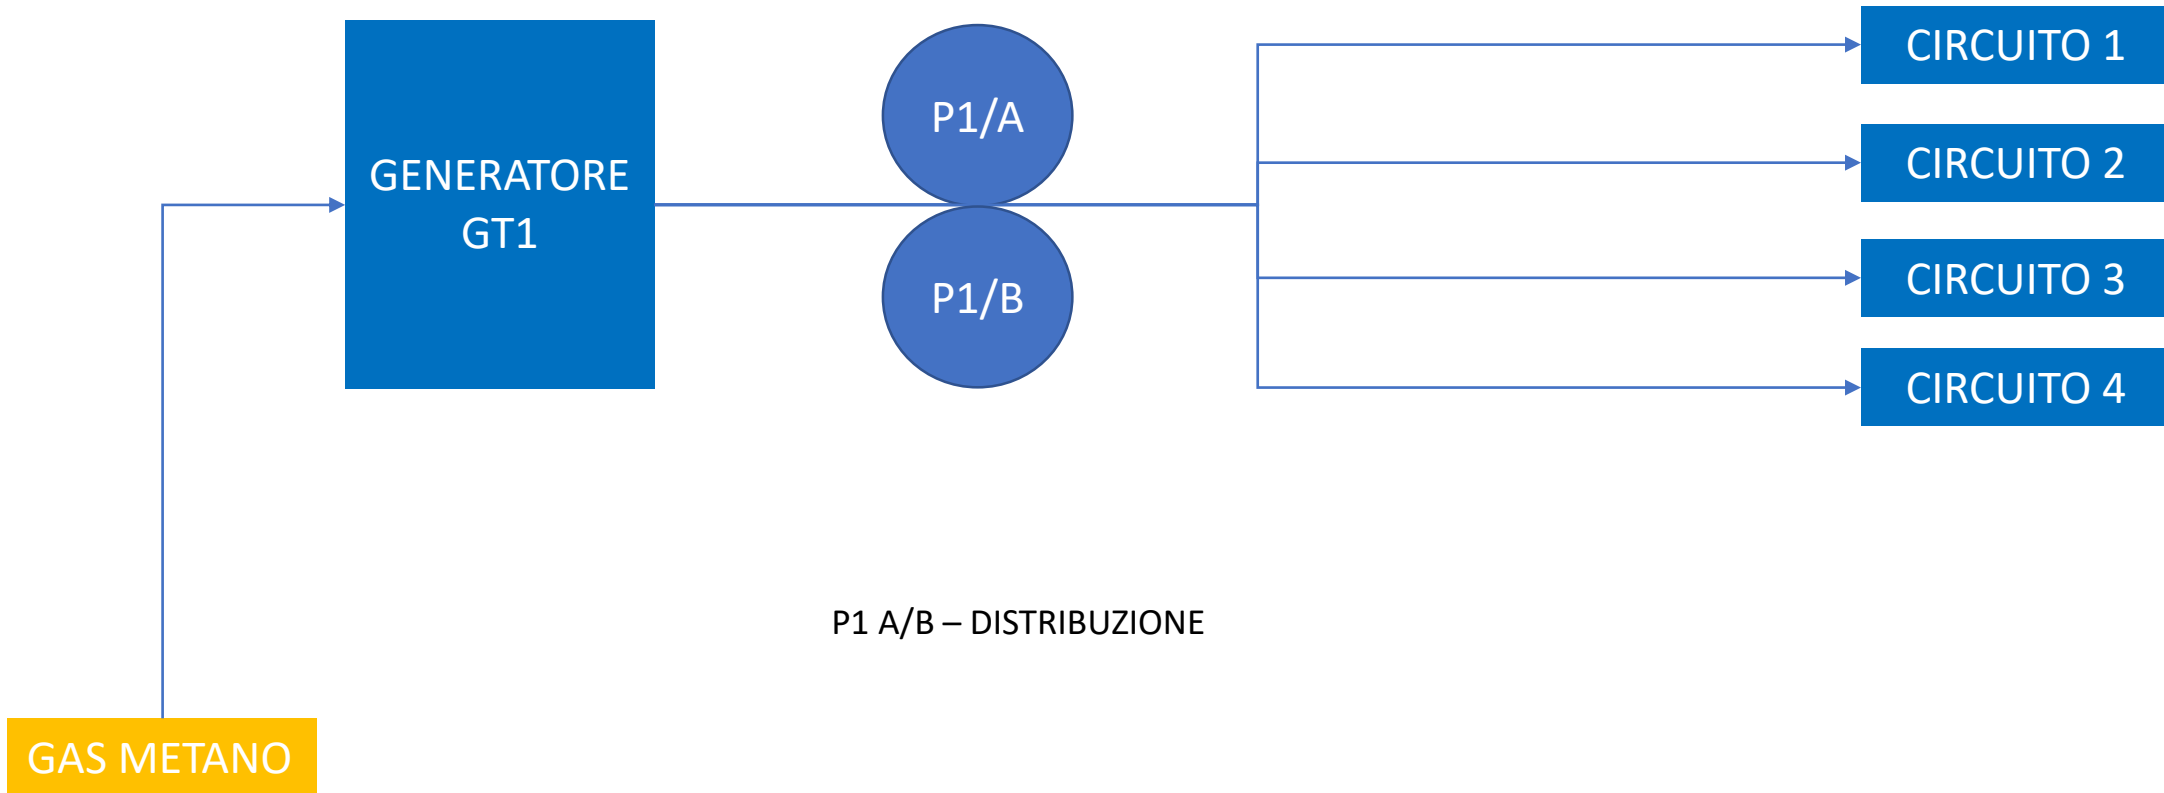 GENERATORE
GT1
P1/A
P1/B
CIRCUITO 1
CIRCUITO 2
CIRCUITO 3
CIRCUITO 4
P1 A/B – DISTRIBUZIONE
GAS METANO